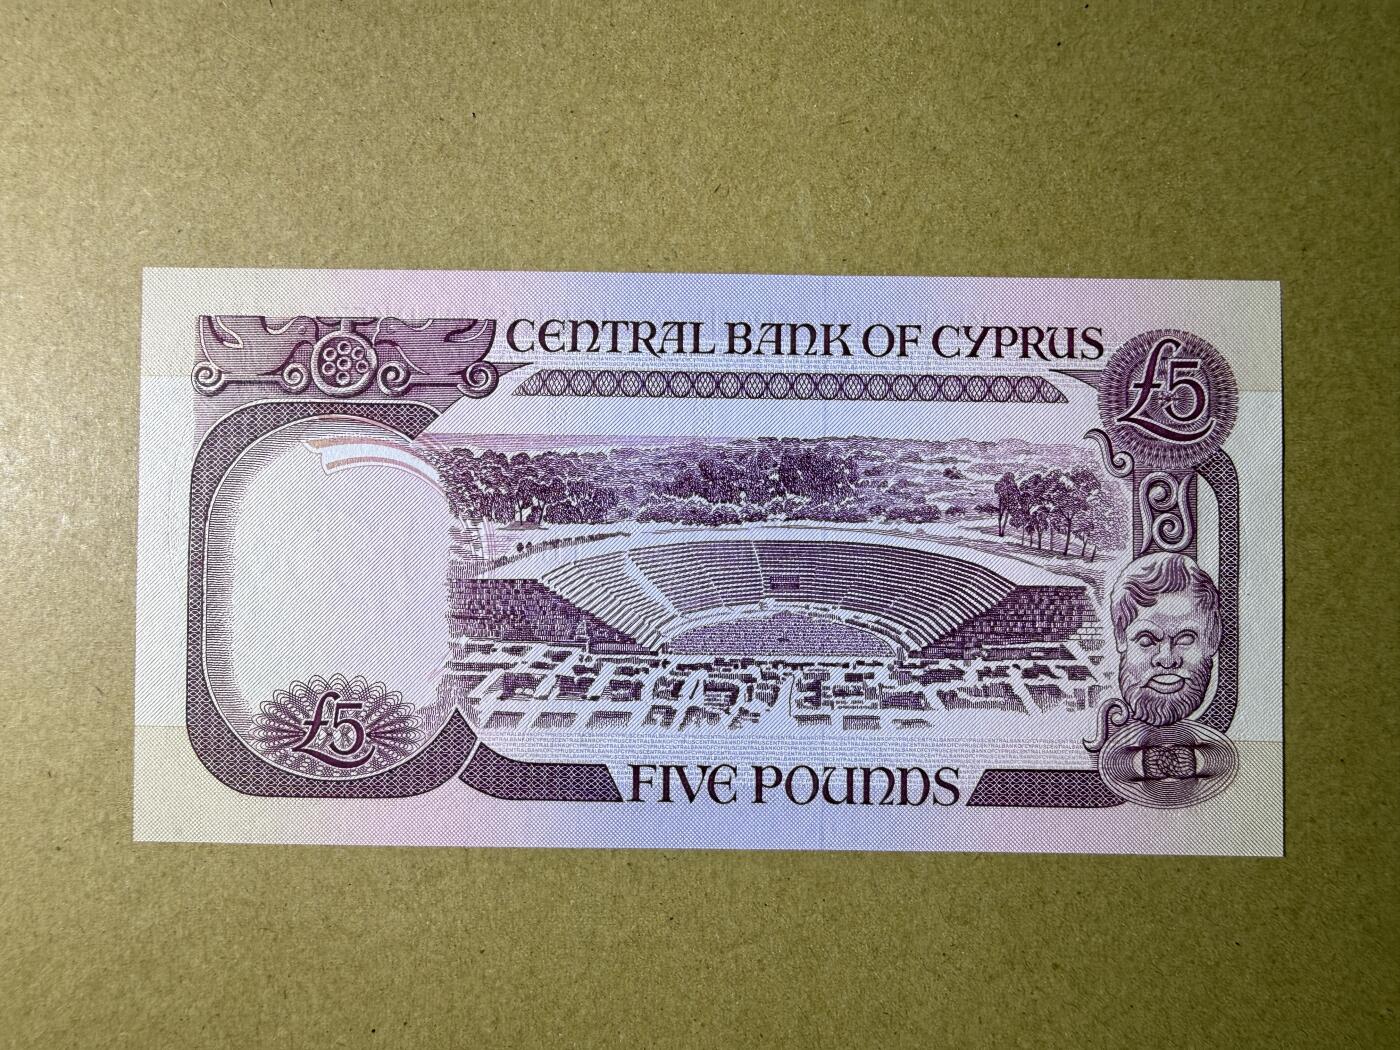 CENTRAL BANK OF CYPRUS
£5
£5
FIVE POUNDS